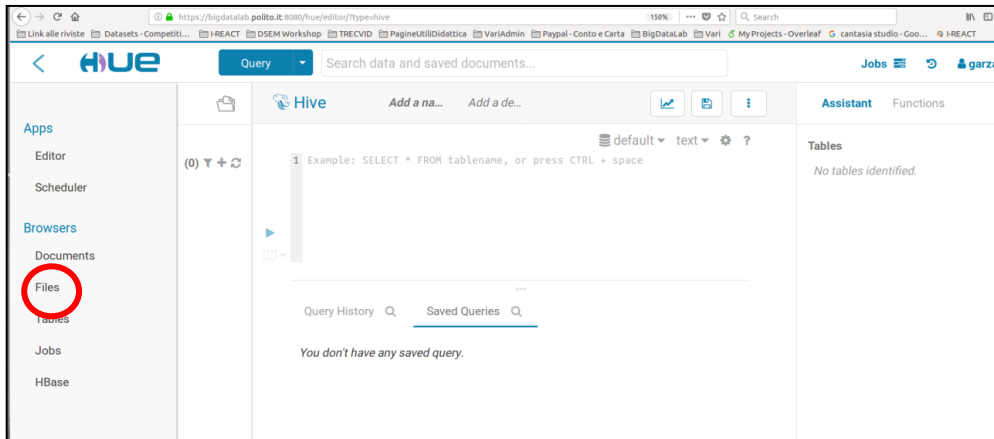 https://bigdatalab.polito.it:8080/hue/editor/?type=hive 150% ... Search
Link alle riviste Datasets-Competiti... I-REACT DSEM Workshop TRECVID PagineUtiliDidattica VariAdmin Paypal-Conto e Carta BigDataLab Vari My Projects-Overleaf cantasia studio-Goo... I-REACT
HUE Query Search data and saved documents... Jobs garza
Hive Add a na... Add a de... Assistant Functions
Apps
default text ?
Tables
Editor
(0)
1 Example: SELECT * FROM tablename, or press CTRL + space
No tables identified.
Scheduler
Browsers
Documents
Files
Tables
Query History Saved Queries
Jobs
You don't have any saved query.
HBase